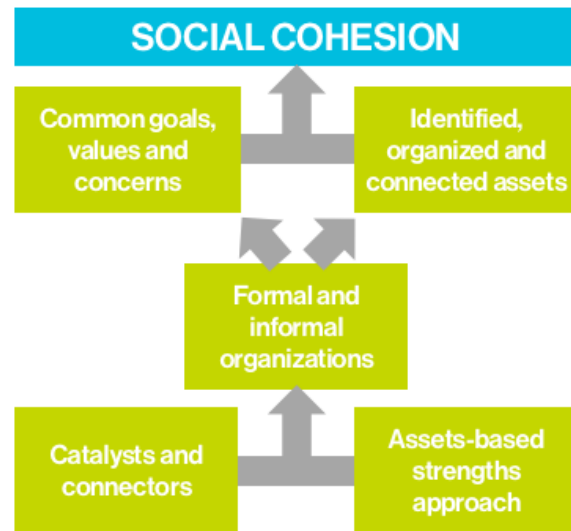 SOCIAL COHESION
Common goals,
values and
concerns
Identified,
organized and
connected assets
Formal and
informal
organizations
Catalysts and
connectors
Assets-based
strengths
approach